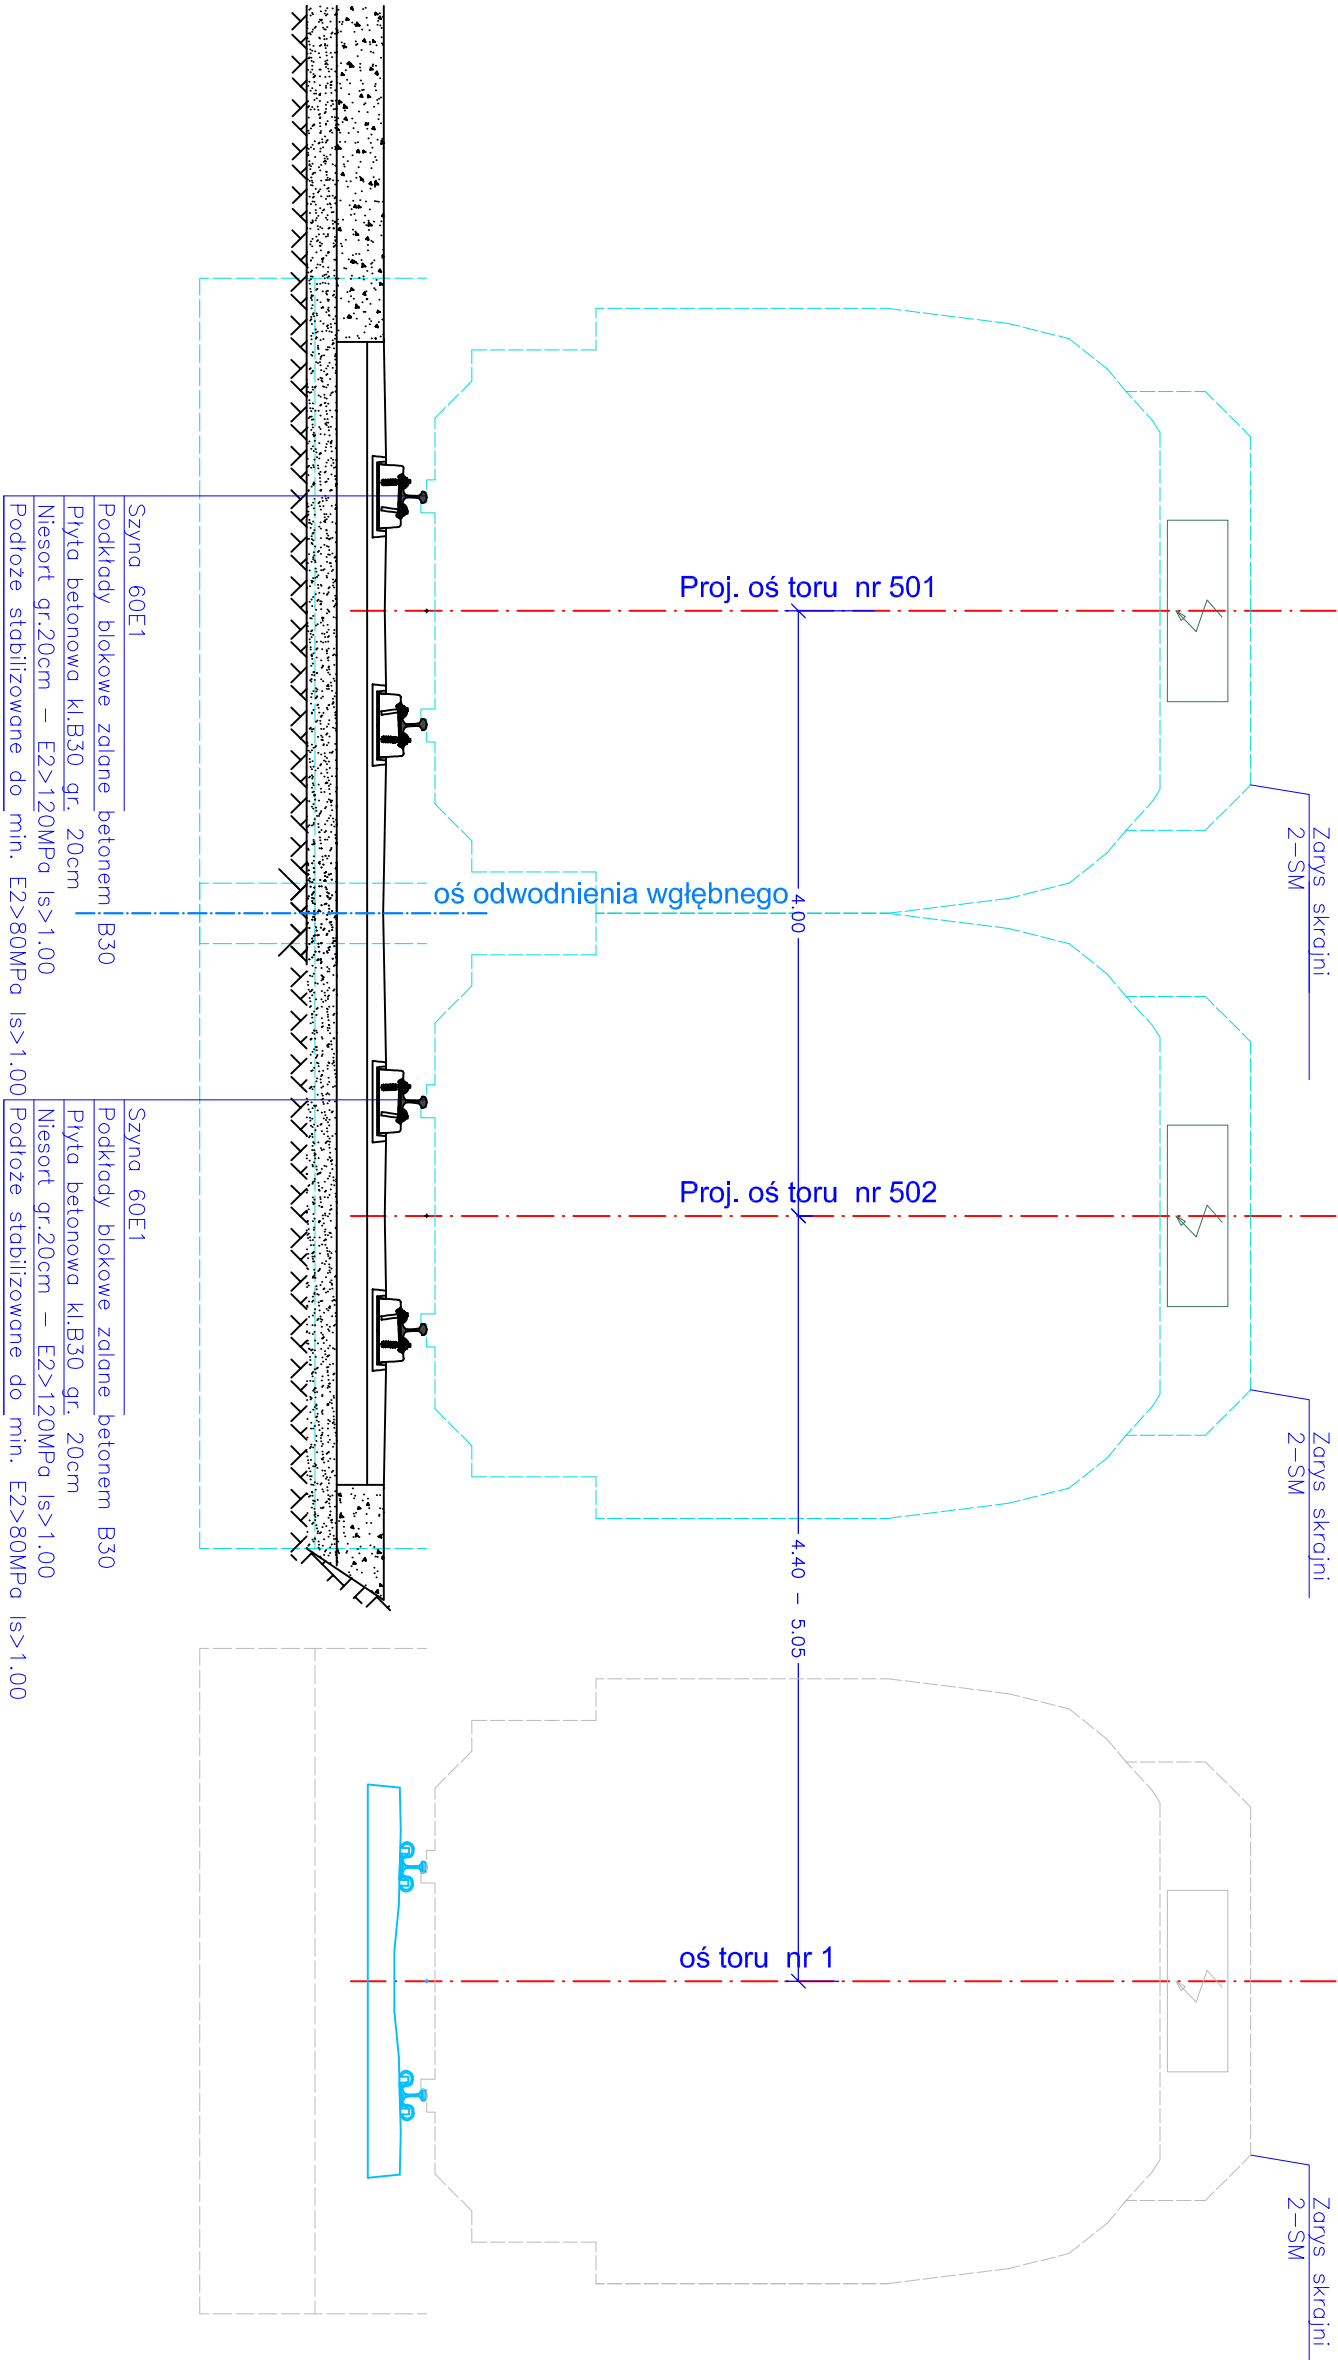 Zarys skrajni
2-SM
Zarys skrajni
2-SM
Zarys skrajni
2-SM
Proj. oś toru nr 501
Proj. oś toru nr 502
oś toru nr 1
4.00
4.40 - 5.05
oś odwodnienia wgłębnego
Szyna 60E1
Podkłady blokowe zalane betonem B30
Płyta betonowa kl.B30 gr. 20cm
Niesort gr.20cm - E2>120MPa Is>1.00
Podłoże stabilizowane do min. E2>80MPa Is>1.00
Szyna 60E1
Podkłady blokowe zalane betonem B30
Płyta betonowa kl.B30 gr. 20cm
Niesort gr.20cm - E2>120MPa Is>1.00
Podłoże stabilizowane do min. E2>80MPa Is>1.00